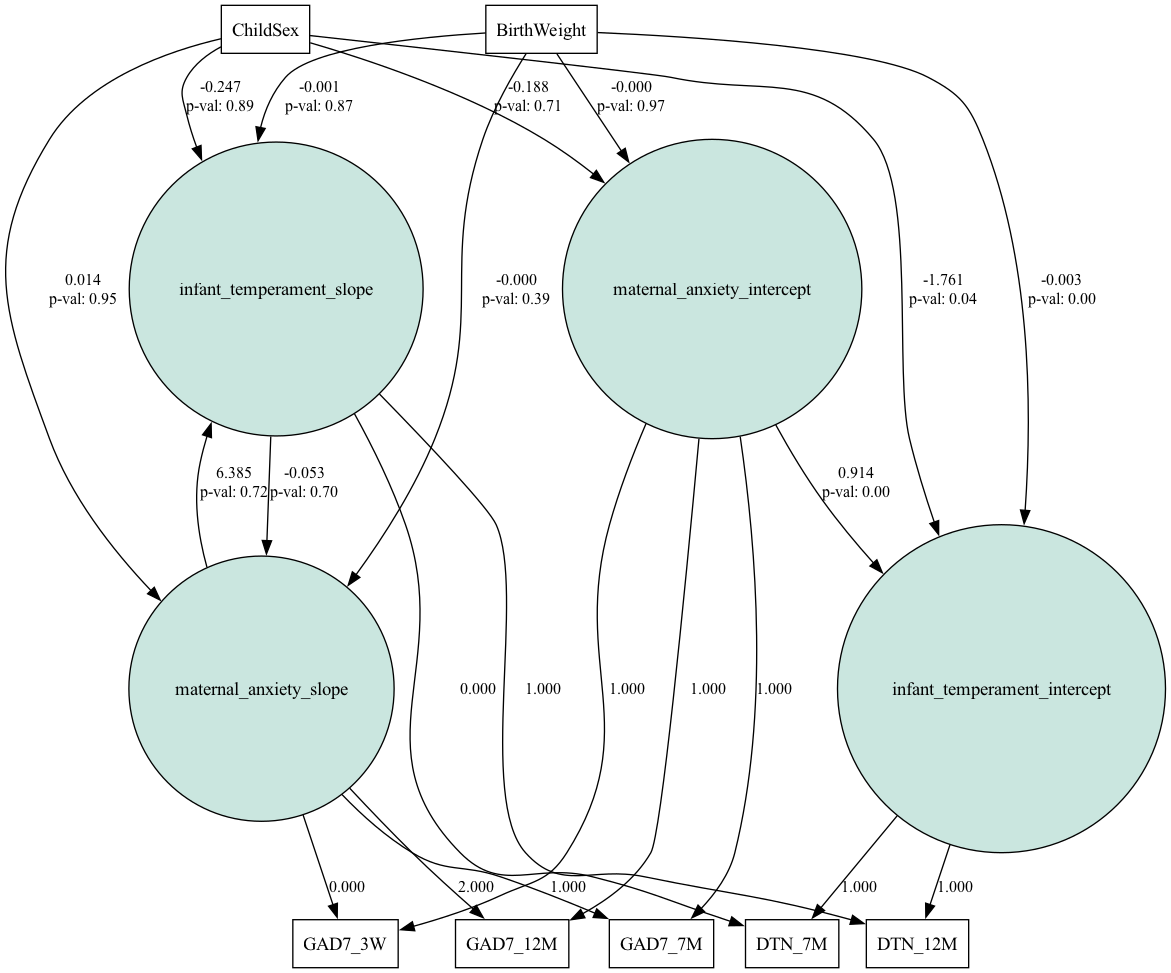 ChildSex
BirthWeight
-0.247
p-val: 0.89
-0.001
p-val: 0.87
-0.188
p-val: 0.71
-0.000
p-val: 0.97
infant_temperament_slope
maternal_anxiety_intercept
0.014
p-val: 0.95
-0.000
p-val: 0.39
-1.761
p-val: 0.04
-0.003
p-val: 0.00
6.385
p-val: 0.72
-0.053
p-val: 0.70
0.914
p-val: 0.00
maternal_anxiety_slope
0.000
1.000
1.000
1.000
1.000
infant_temperament_intercept
0.000
2.000
1.000
1.000
1.000
GAD7_3W
GAD7_12M
GAD7_7M
DTN_7M
DTN_12M